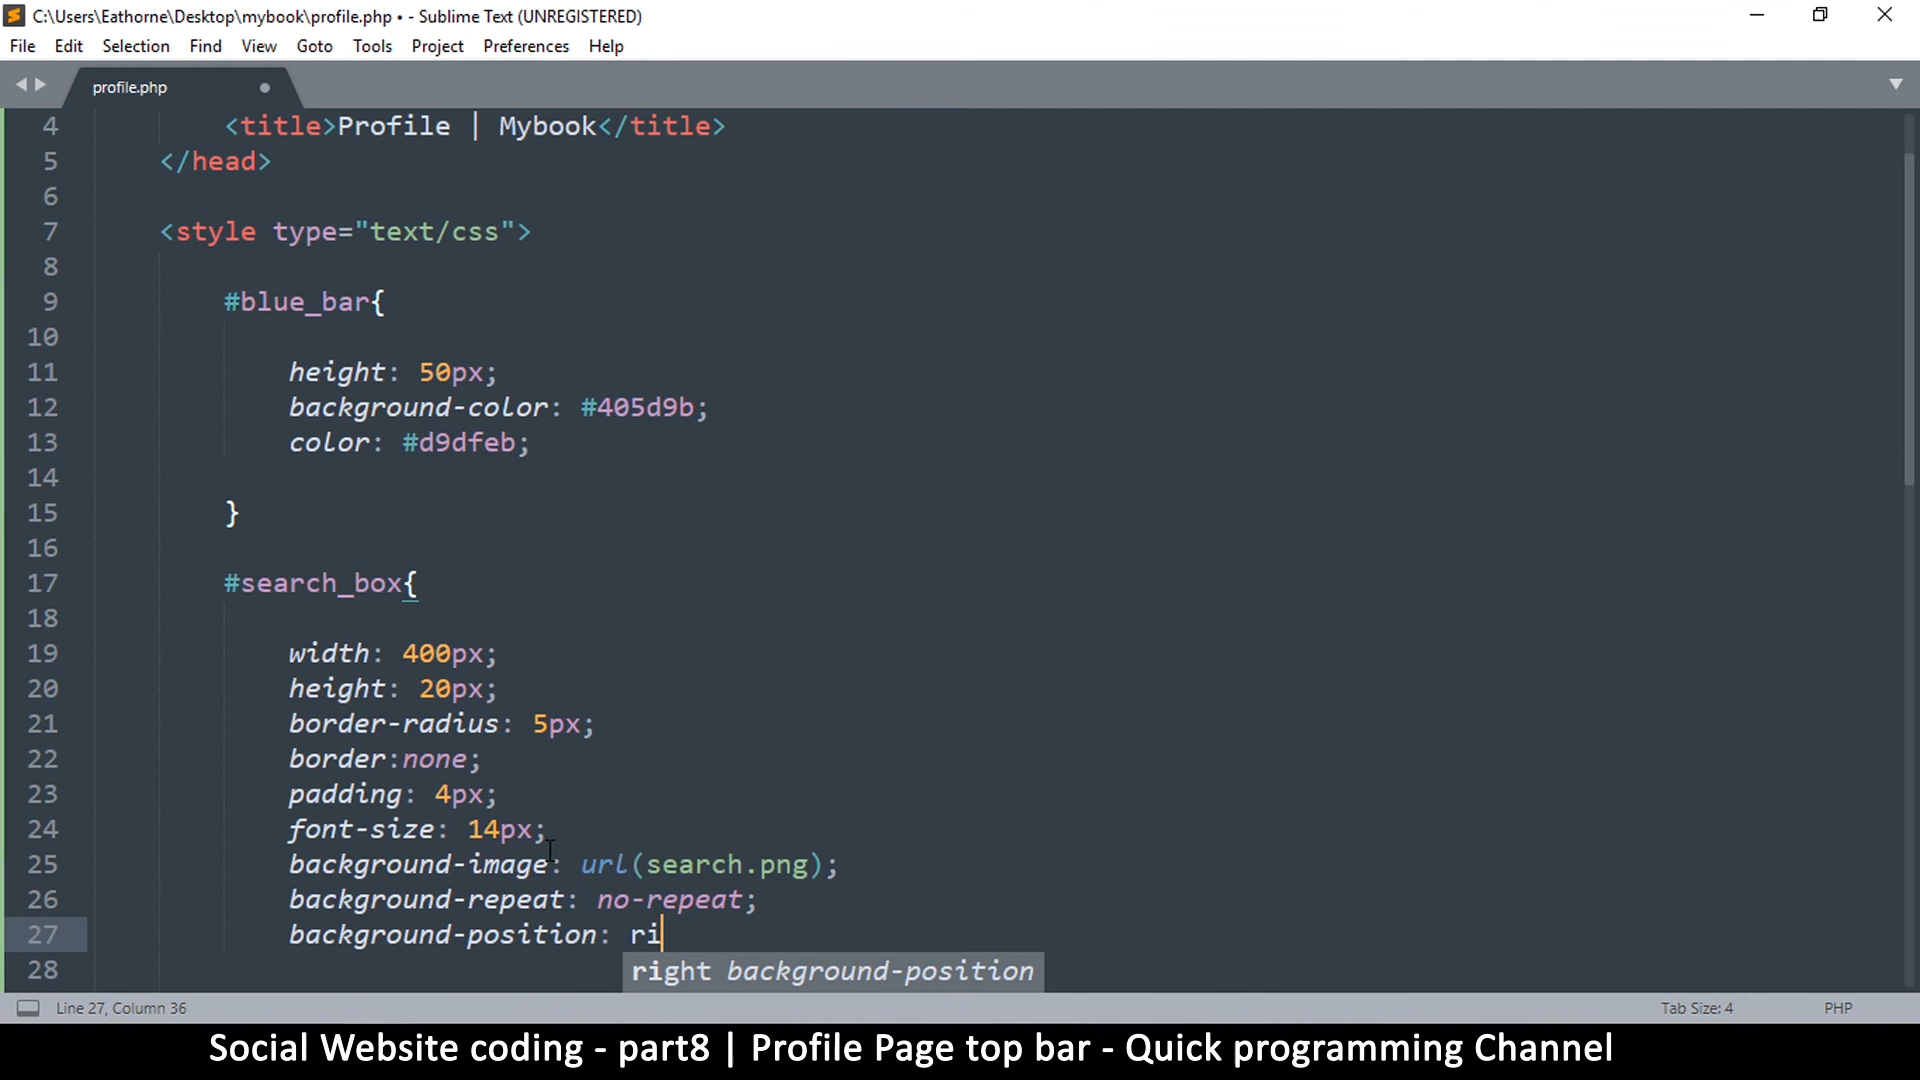 C:\Users\Eathorne\Desktop\mybook\profile.php • - Sublime Text (UNREGISTERED)
File Edit Selection Find View Goto Tools Project Preferences Help
profile.php
4 <title>Profile | Mybook</title>
5 </head>
6
7 <style type="text/css">
8
9 #blue_bar{
10
11 height: 50px;
12 background-color: #405d9b;
13 color: #d9dfeb;
14
15 }
16
17 #search_box{
18
19 width: 400px;
20 height: 20px;
21 border-radius: 5px;
22 border:none;
23 padding: 4px;
24 font-size: 14px;
25 background-image: url(search.png);
26 background-repeat: no-repeat;
27 background-position: ri
28 right background-position
Line 27, Column 36 Tab Size: 4 PHP
Social Website coding - part8 | Profile Page top bar - Quick programming Channel